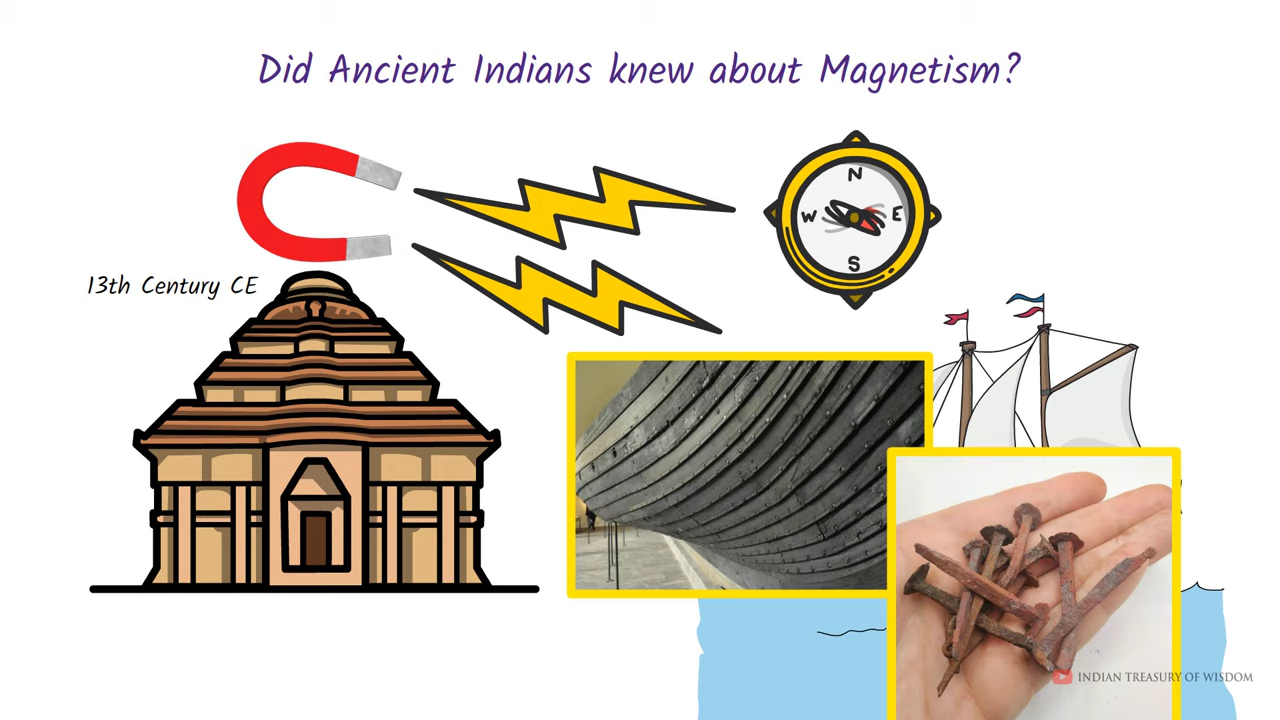 Did Ancient Indians knew about Magnetism?
N
W E
S
13th Century CE
INDIAN TREASURY OF WISDOM